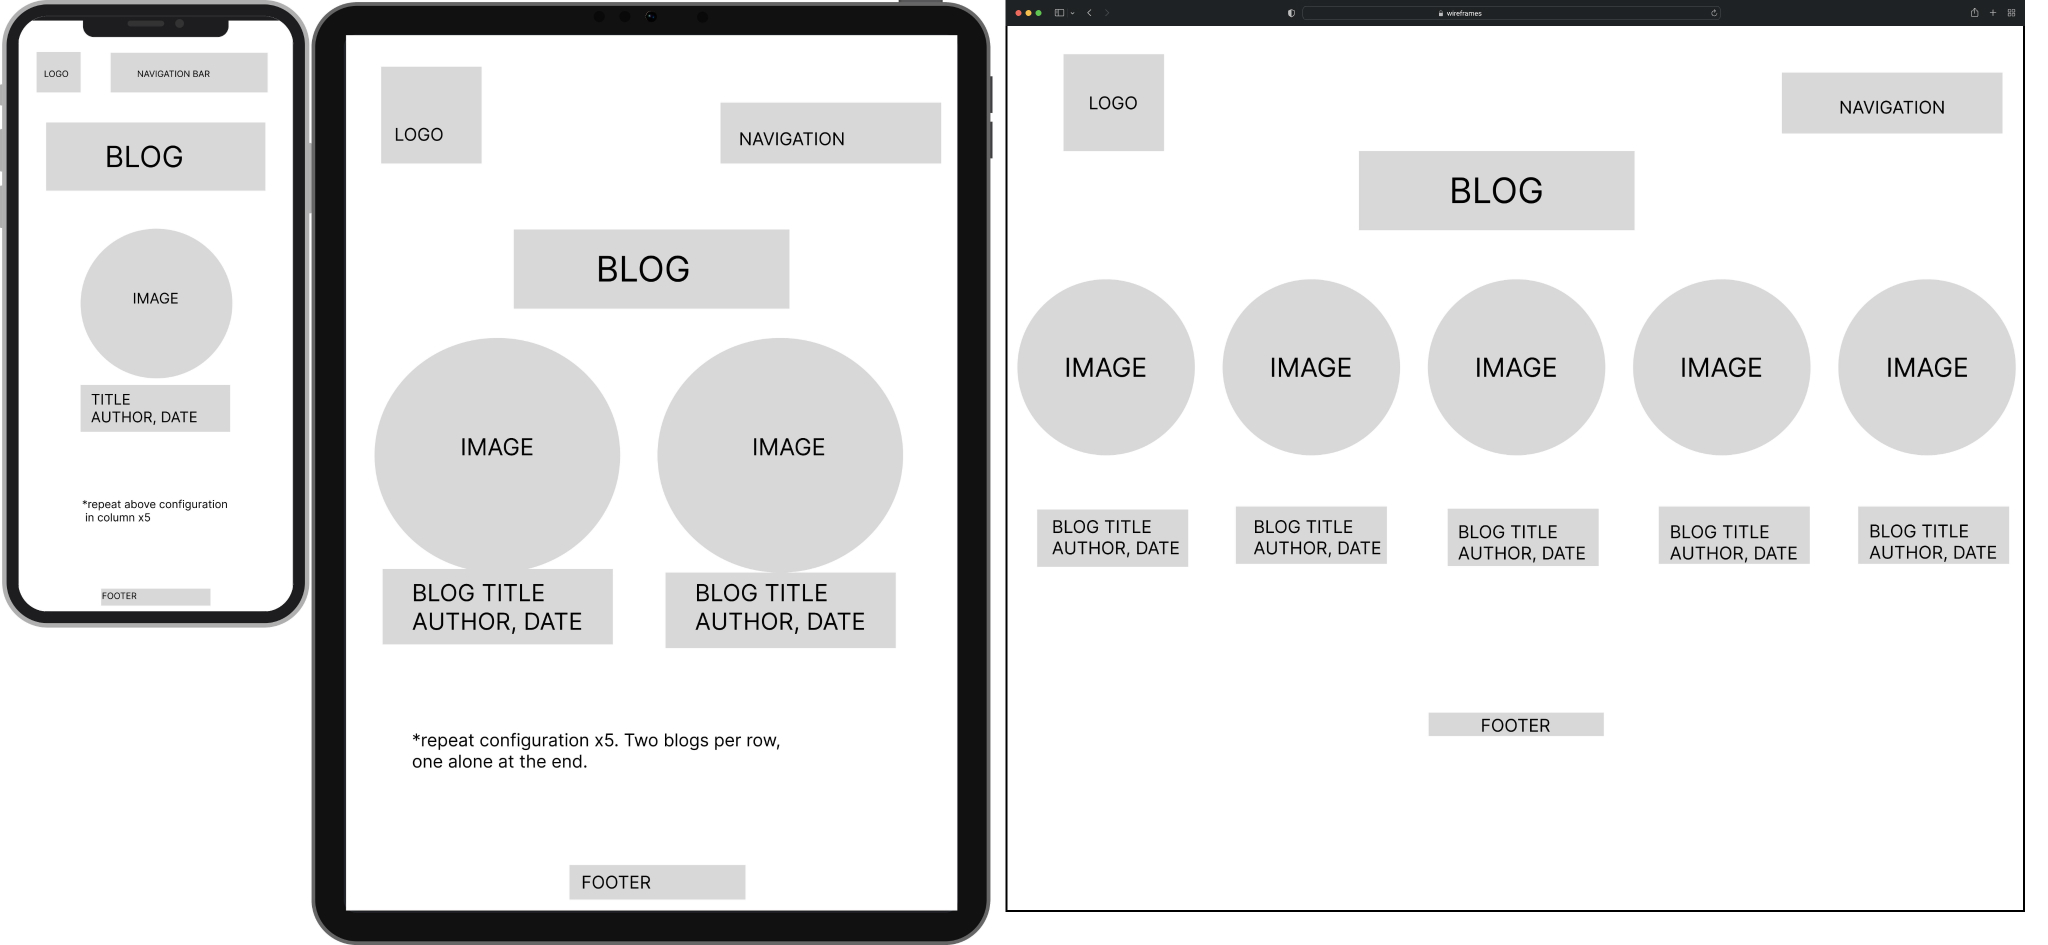 LOGO
NAVIGATION BAR
BLOG
IMAGE
TITLE
AUTHOR, DATE
*repeat above configuration
in column x5
FOOTER
LOGO
NAVIGATION
BLOG
IMAGE
IMAGE
BLOG TITLE
AUTHOR, DATE
BLOG TITLE
AUTHOR, DATE
*repeat configuration x5. Two blogs per row,
one alone at the end.
FOOTER
wireframes
LOGO
NAVIGATION
BLOG
IMAGE
IMAGE
IMAGE
IMAGE
IMAGE
BLOG TITLE
AUTHOR, DATE
BLOG TITLE
AUTHOR, DATE
BLOG TITLE
AUTHOR, DATE
BLOG TITLE
AUTHOR, DATE
BLOG TITLE
AUTHOR, DATE
FOOTER